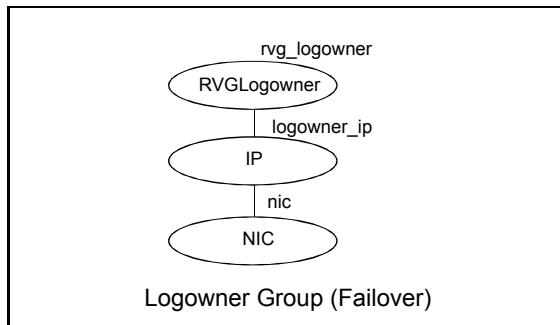 rvg_logowner
RVGLogowner
logowner_ip
IP
nic
NIC
Logowner Group (Failover)